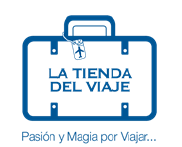 LA TIENDA
DEL VIAJE
Pasión y Magia por Viajar...